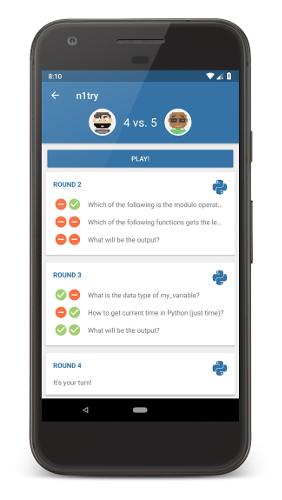 8:10
n1try
4 vs. 5
PLAY!
ROUND 2
Which of the following is the modulo operat...
Which of the following functions gets the le...
What will be the output?
ROUND 3
What is the data type of my_variable?
How to get current time in Python (just time)?
What will be the output?
ROUND 4
It's your turn!